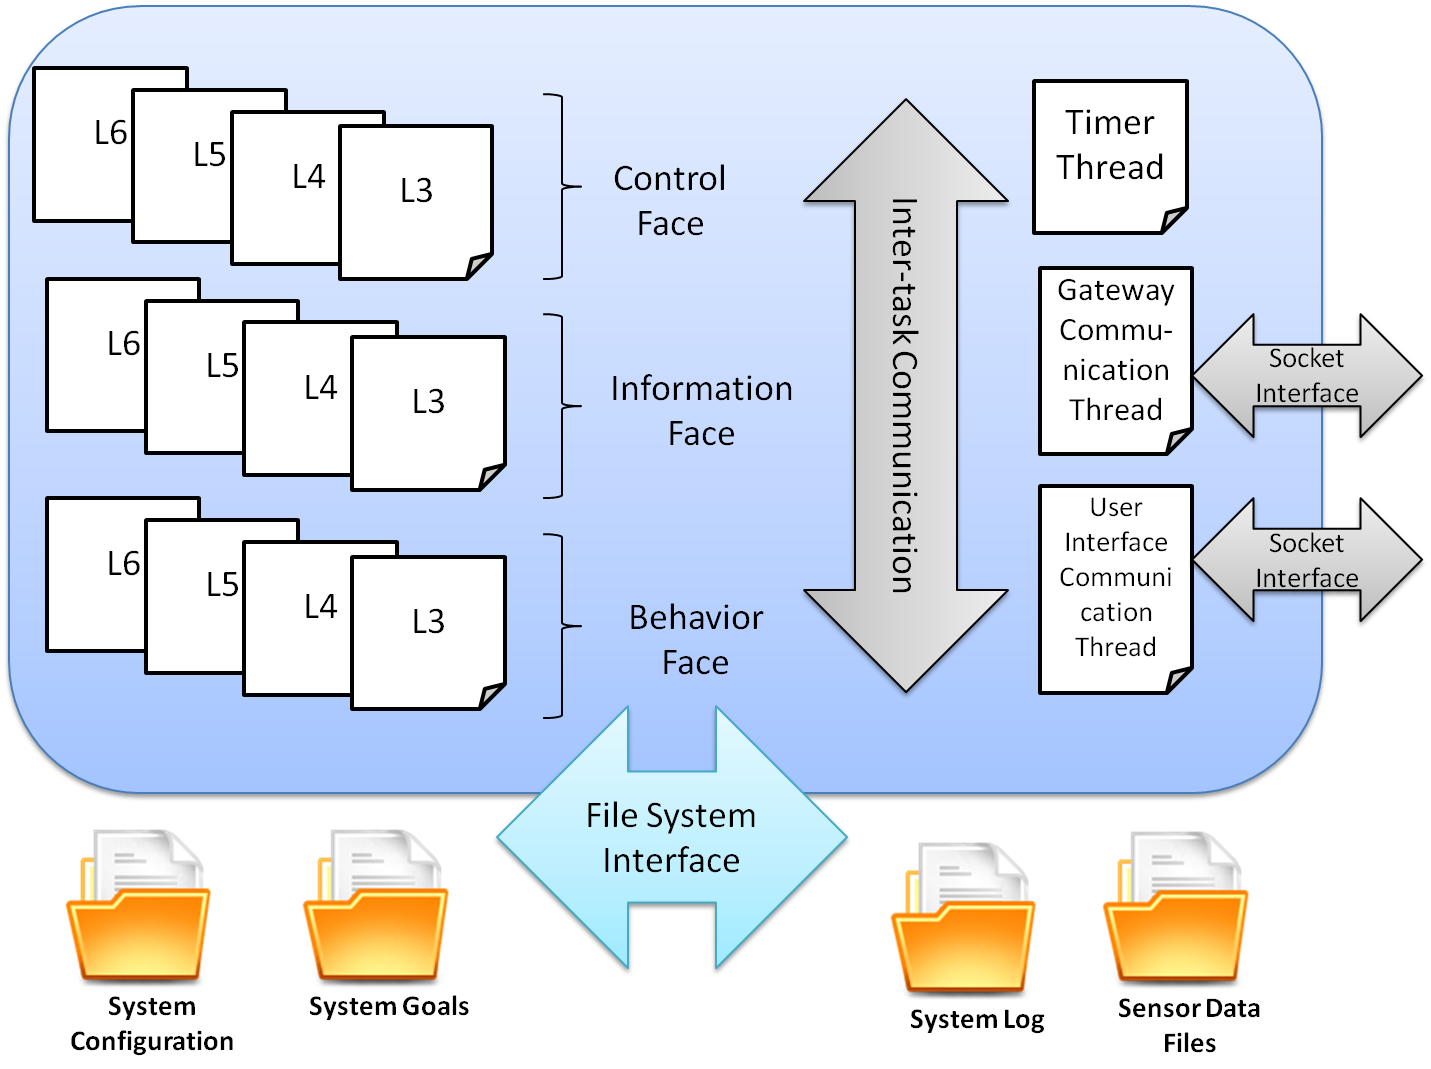 L6
L5
L4
L3
Control
Face
L6
L5
L4
L3
Information
Face
L6
L5
L4
L3
Behavior
Face
Inter-task Communication
Timer
Thread
Gateway
Commu-
nication
Thread
Socket
Interface
User
Interface
Communi
cation
Thread
Socket
Interface
File System
Interface
System
Configuration
System Goals
System Log
Sensor Data
Files